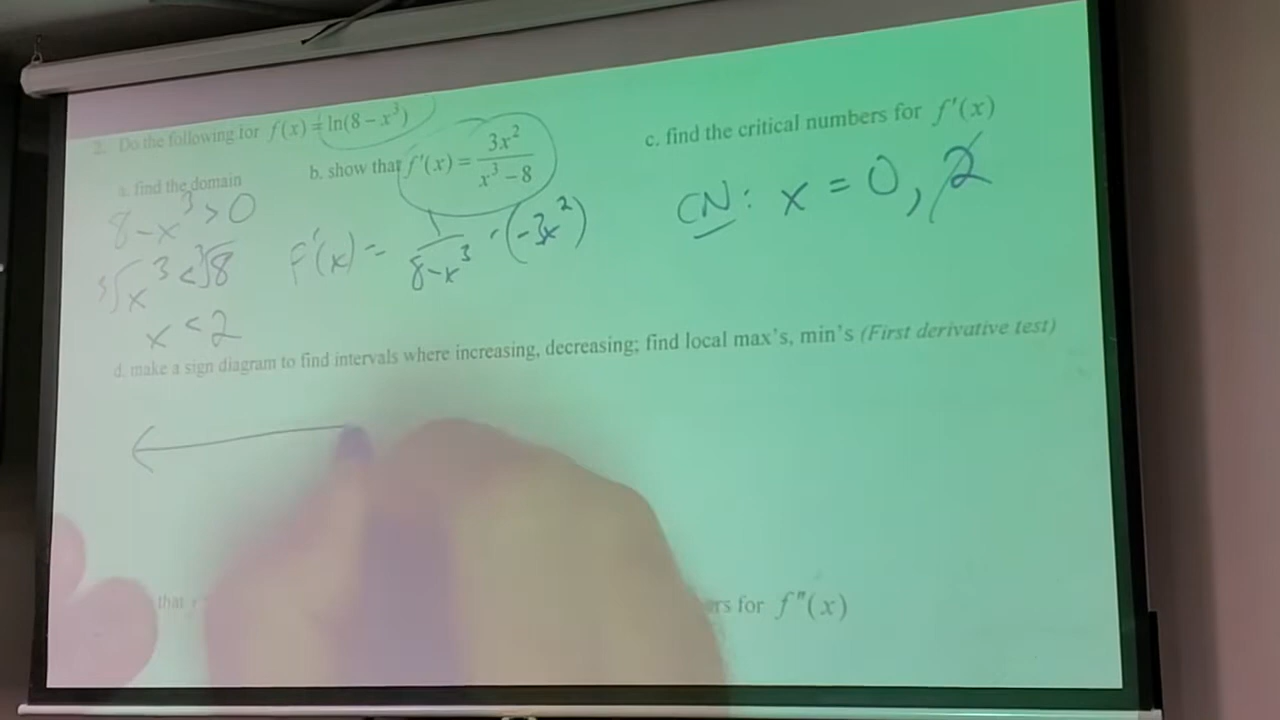 2. Do the following for f(x) = ln(8 – x³)
a. find the domain
b. show that f'(x) = 3x² / (x³ – 8)
c. find the critical numbers for f'(x)
8 - x³ > 0
∛x³ < ∛8
x < 2
f'(x) = 1/(8-x³) · (-3x²)
CN: x = 0, 2
d. make a sign diagram to find intervals where increasing, decreasing; find local max's, min's (First derivative test)
that
for f"(x)